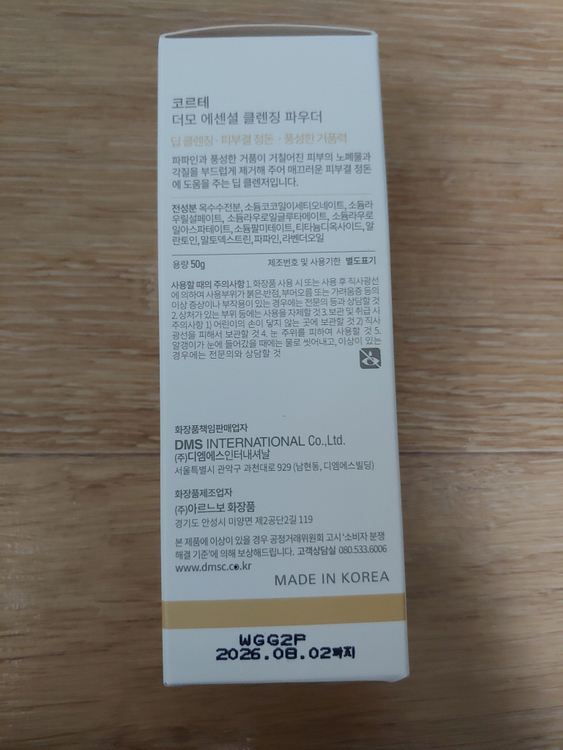 코르테
더모 에센셜 클렌징 파우더
딥 클렌징 · 피부결 정돈 · 풍성한 거품력
파파인과 풍성한 거품이 거칠어진 피부의 노폐물과
각질을 부드럽게 제거해 주어 매끄러운 피부결 정돈
에 도움을 주는 딥 클렌저입니다.
전성분 옥수수전분, 소듐코코일이세티오네이트, 소듐라
우릴설페이트, 소듐라우로일글루타메이트, 소듐라우로
일아스파테이트, 소듐팔미테이트, 티타늄디옥사이드, 알
란토인, 말토덱스트린, 파파인, 라벤더오일
용량 50g 제조번호 및 사용기한 별도표기
사용할 때의 주의사항 1. 화장품 사용 시 또는 사용 후 직사광선
에 의하여 사용부위가 붉은 반점, 부어오름 또는 가려움증 등의
이상 증상이나 부작용이 있는 경우에는 전문의 등과 상담할 것
2. 상처가 있는 부위 등에는 사용을 자제할 것 3. 보관 및 취급 시
주의사항 1) 어린이의 손이 닿지 않는 곳에 보관할 것 2) 직사
광선을 피해서 보관할 것 4. 눈 주위를 피하여 사용할 것 5.
알갱이가 눈에 들어갔을 때에는 물로 씻어내고, 이상이 있는
경우에는 전문의와 상담할 것
화장품책임판매업자
DMS INTERNATIONAL Co.,Ltd.
(주)디엠에스인터내셔날
서울특별시 관악구 과천대로 929 (남현동, 디엠에스빌딩)
화장품제조업자
(주)아르느보 화장품
경기도 안성시 미양면 제2공단2길 119
본 제품에 이상이 있을 경우 공정거래위원회 고시 '소비자 분쟁
해결 기준'에 의해 보상해드립니다. 고객상담실 080.533.6006
www.dmsc.co.kr
MADE IN KOREA
WGG2P
2026.08.02까지